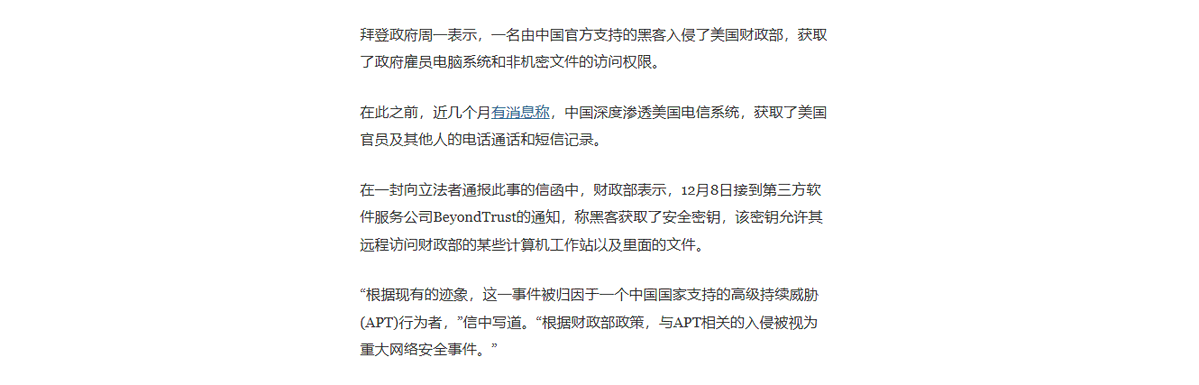 拜登政府周一表示，一名由中国官方支持的黑客入侵了美国财政部，获取
了政府雇员电脑系统和非机密文件的访问权限。
在此之前，近几个月有消息称，中国深度渗透美国电信系统，获取了美国
官员及其他人的电话通话和短信记录。
在一封向立法者通报此事的信函中，财政部表示，12月8日接到第三方软
件服务公司BeyondTrust的通知，称黑客获取了安全密钥，该密钥允许其
远程访问财政部的某些计算机工作站以及里面的文件。
“根据现有的迹象，这一事件被归因于一个中国国家支持的高级持续威胁
(APT)行为者，”信中写道。“根据财政部政策，与APT相关的入侵被视为
重大网络安全事件。”